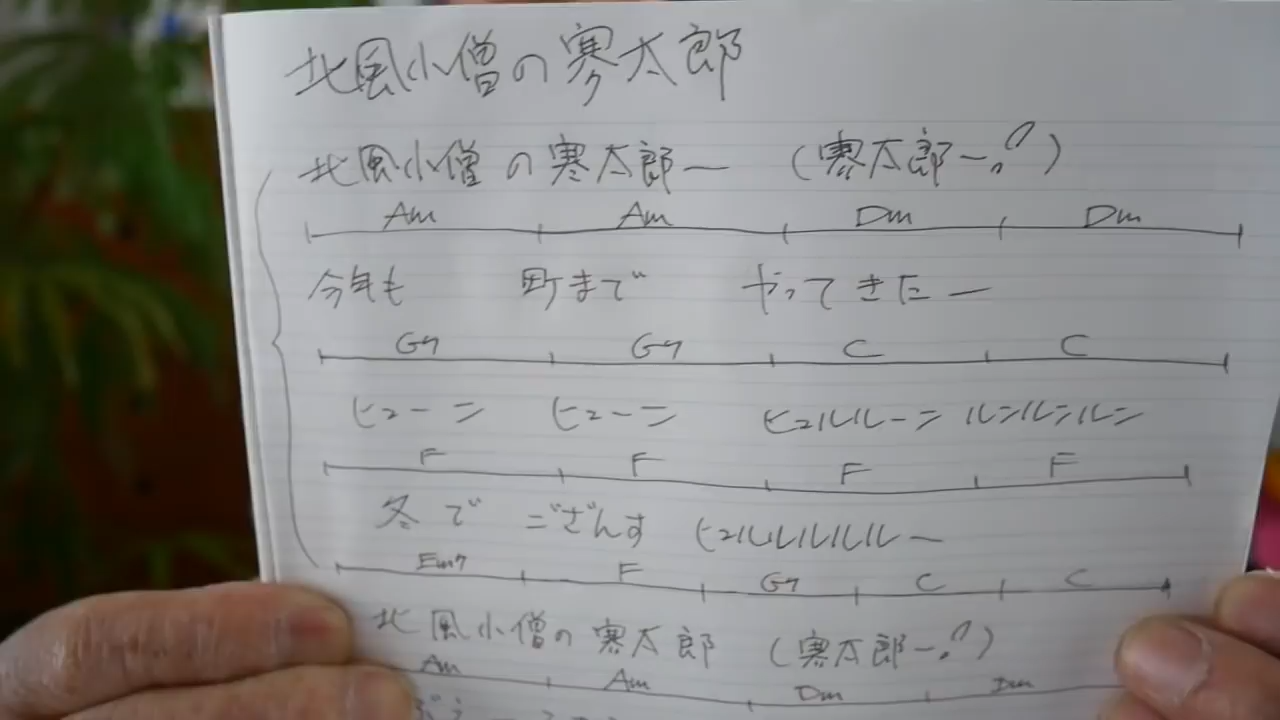 北風小僧の寒太郎
北風小僧の寒太郎ー (寒太郎ー!)
Am Am Dm Dm
今年も 町まで やってきたー
G7 G7 C C
ヒューン ヒューン ヒュルルーン ルンルンルン
F F F F
冬で ござんす ヒュルルルルルー
Em7 F G7 C C
北風小僧の寒太郎 (寒太郎ー!)
Am Am Dm Dm